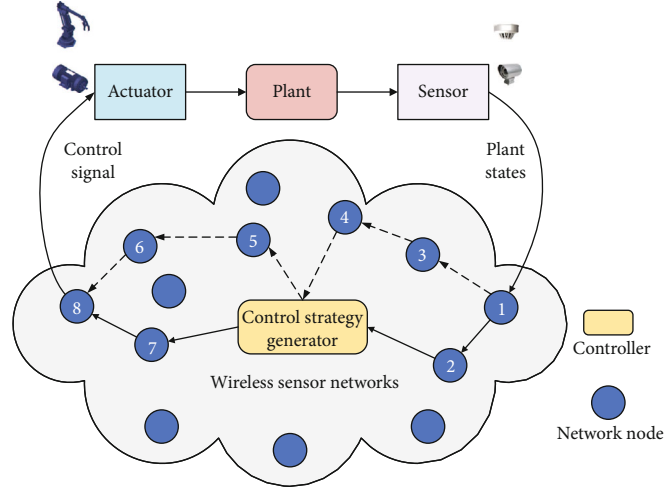 Actuator
Plant
Sensor
Control
signal
Plant
states
4
5
6
3
8
1
7
Control strategy
generator
2
Wireless sensor networks
Controller
Network node